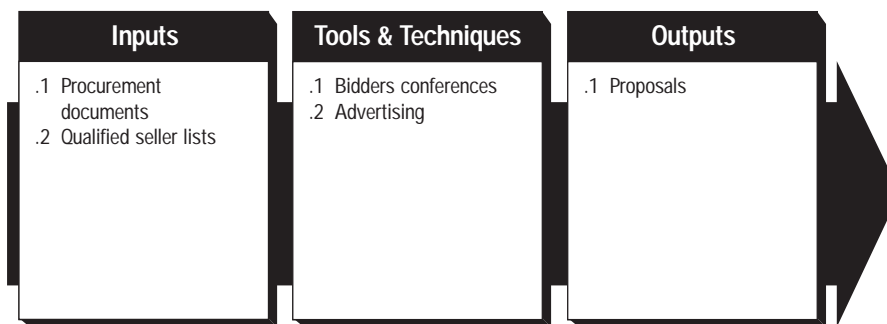 Inputs
.1 Procurement
documents
.2 Qualified seller lists
Tools & Techniques
.1 Bidders conferences
.2 Advertising
Outputs
.1 Proposals